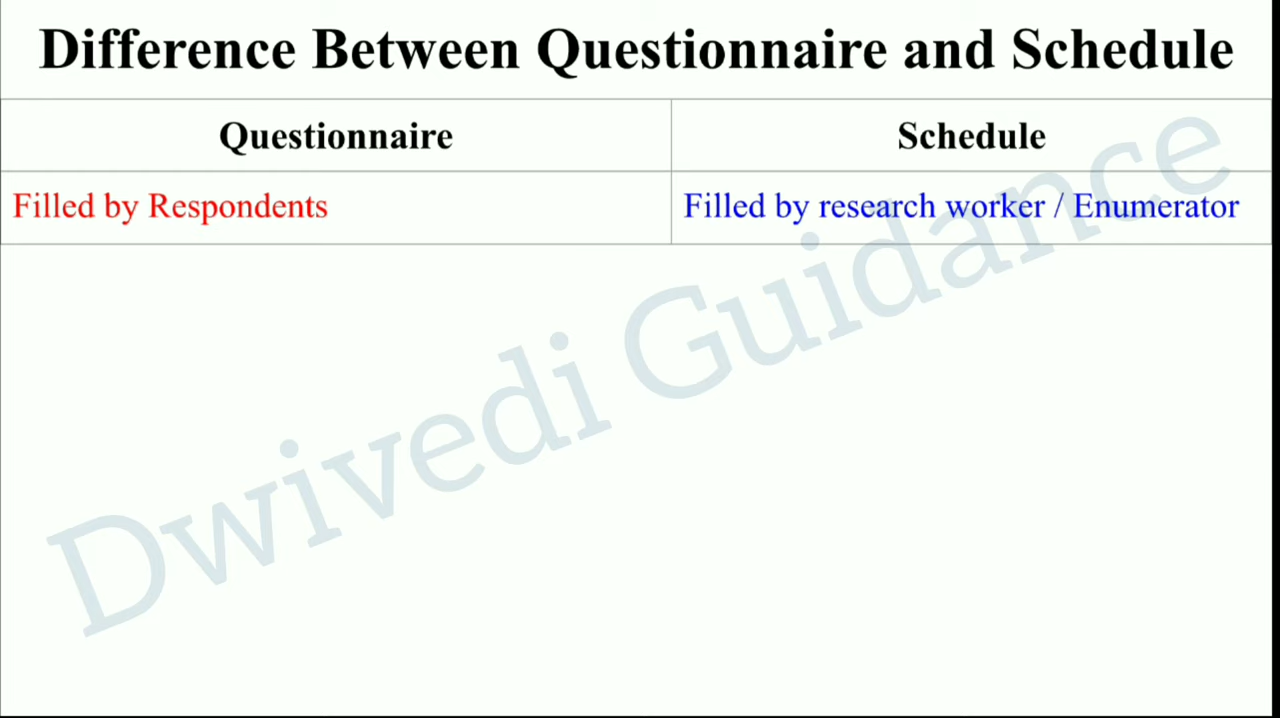 Difference Between Questionnaire and Schedule
Questionnaire
Schedule
Filled by Respondents
Filled by research worker / Enumerator
Dwivedi Guidance